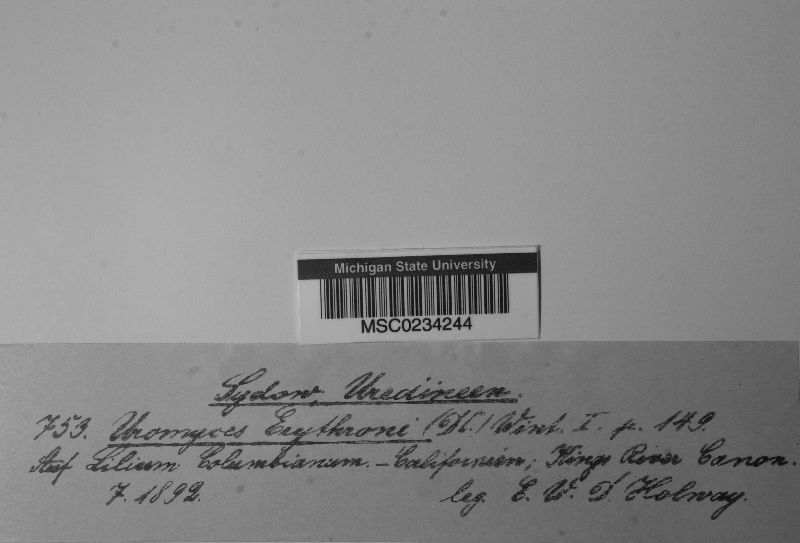 Michigan State University
MSC0234244
Sydow, Uredineen.
753. Uromyces Erythroni (DC.) Wint. I. p. 149.
Auf Lilium Columbianum. - Californien; Kings River Canon.
7. 1892. leg. E. W. D. Holway.